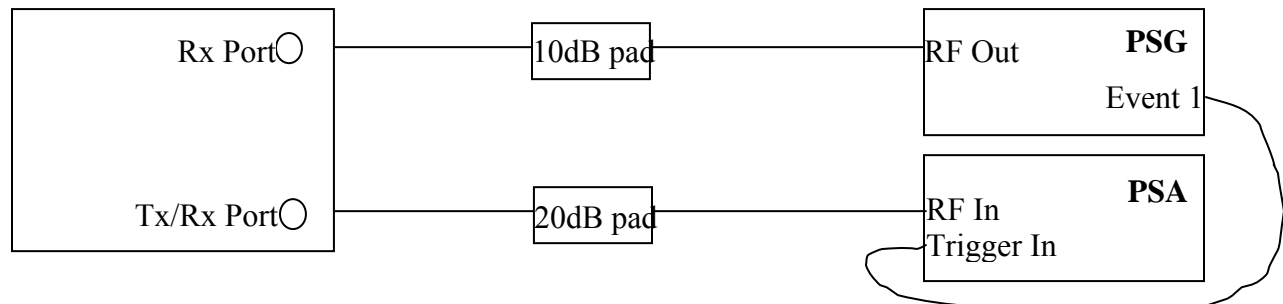 Rx Port
10dB pad
RF Out
PSG
Event 1
Tx/Rx Port
20dB pad
RF In
PSA
Trigger In